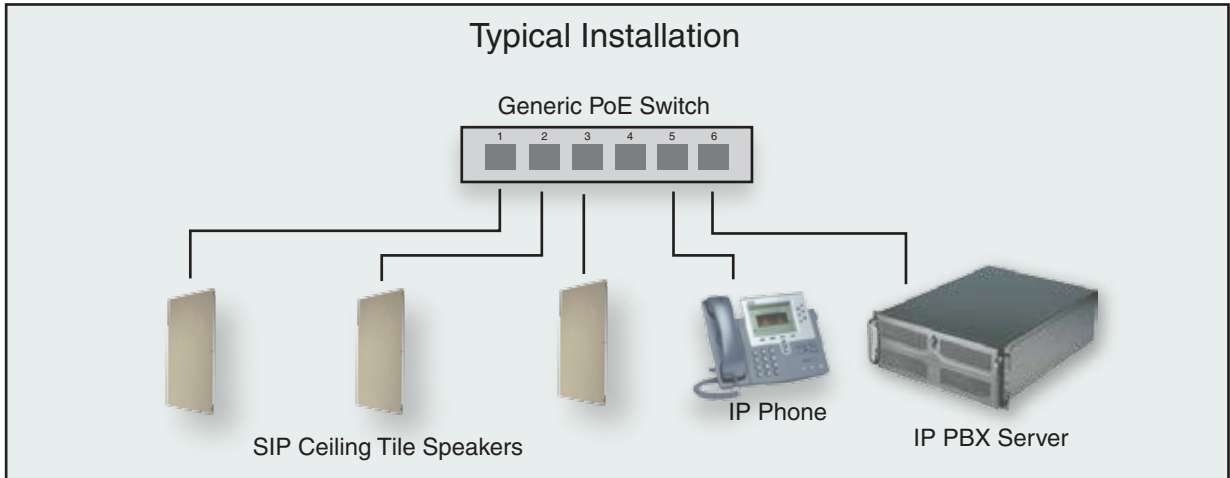 Typical Installation
Generic PoE Switch
1 2 3 4 5 6
IP Phone
SIP Ceiling Tile Speakers
IP PBX Server